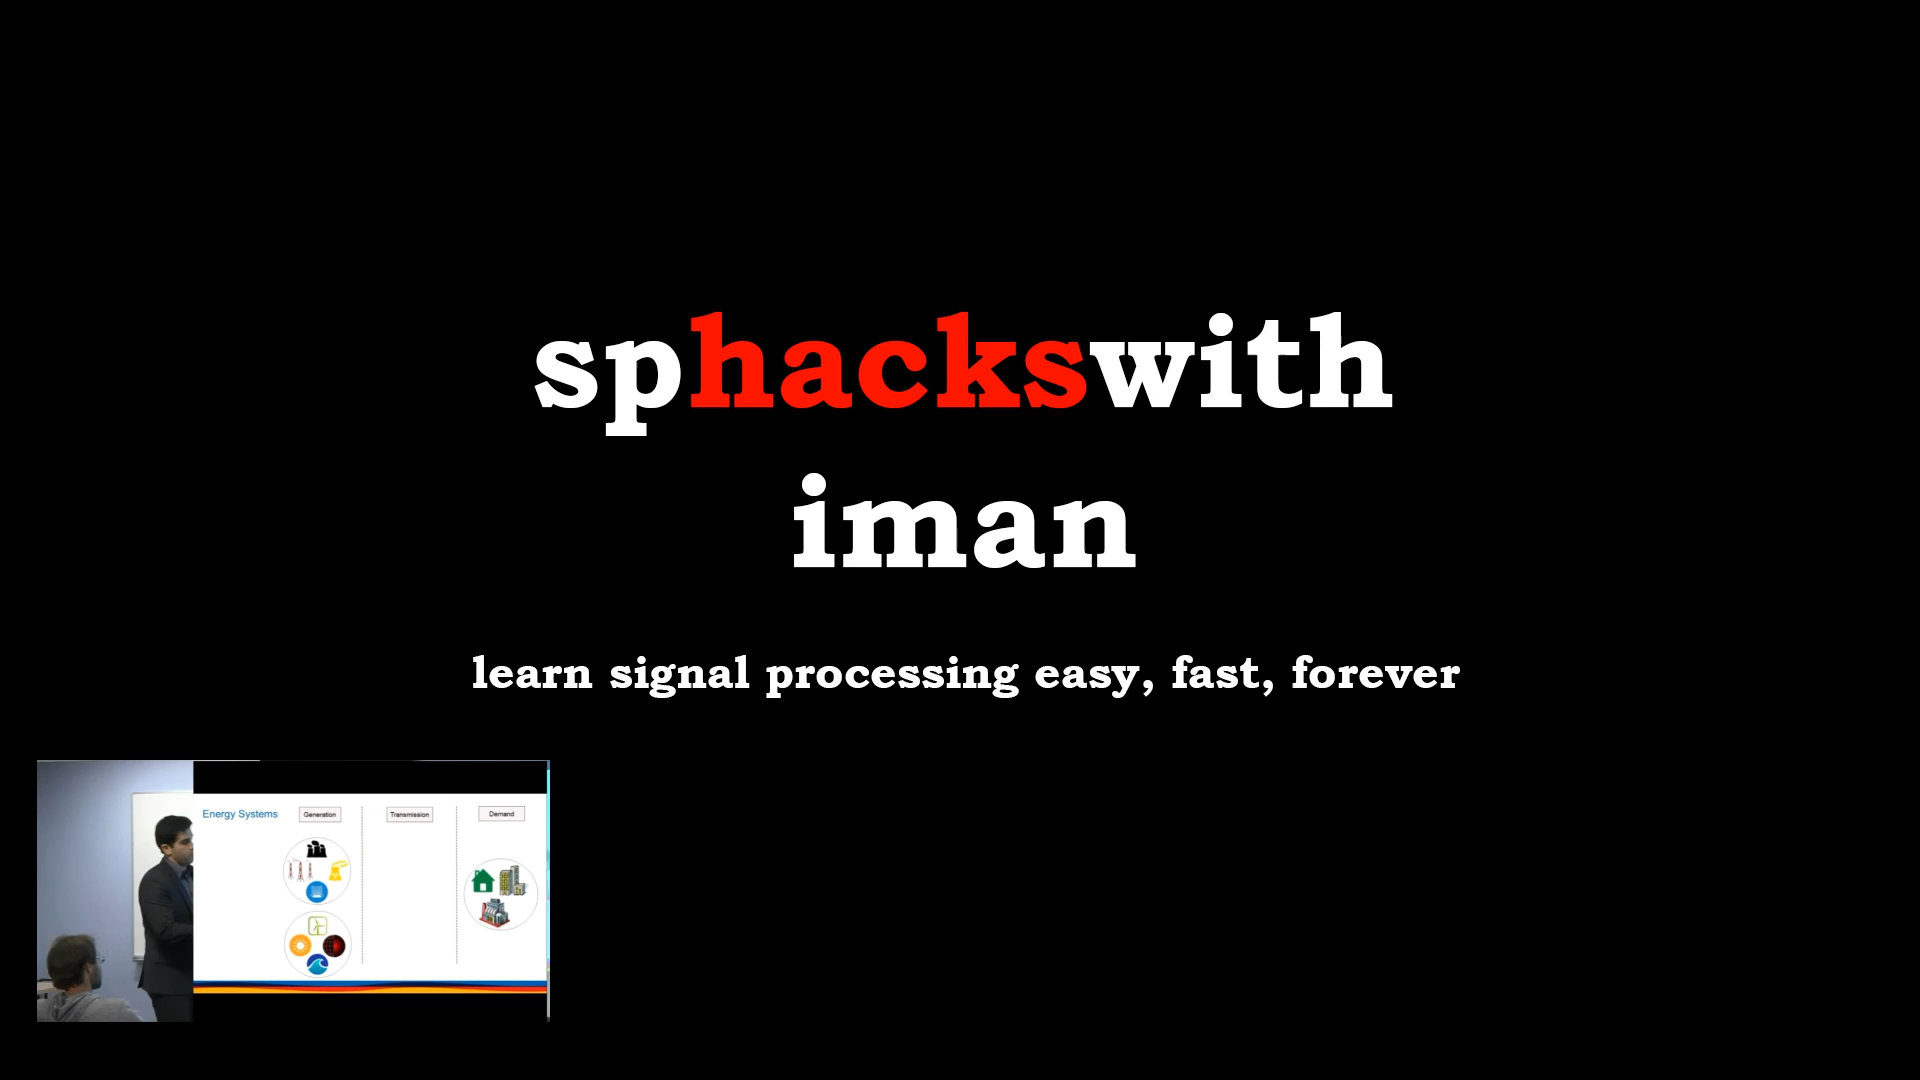 sphackswith
iman
learn signal processing easy, fast, forever
Energy Systems
Generation
Transmission
Demand